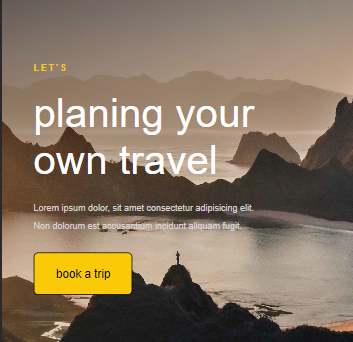 LET'S
planing your
own travel
Lorem ipsum dolor, sit amet consectetur adipisicing elit.
Non dolorum est accusantium incidunt aliquam fugit.
book a trip